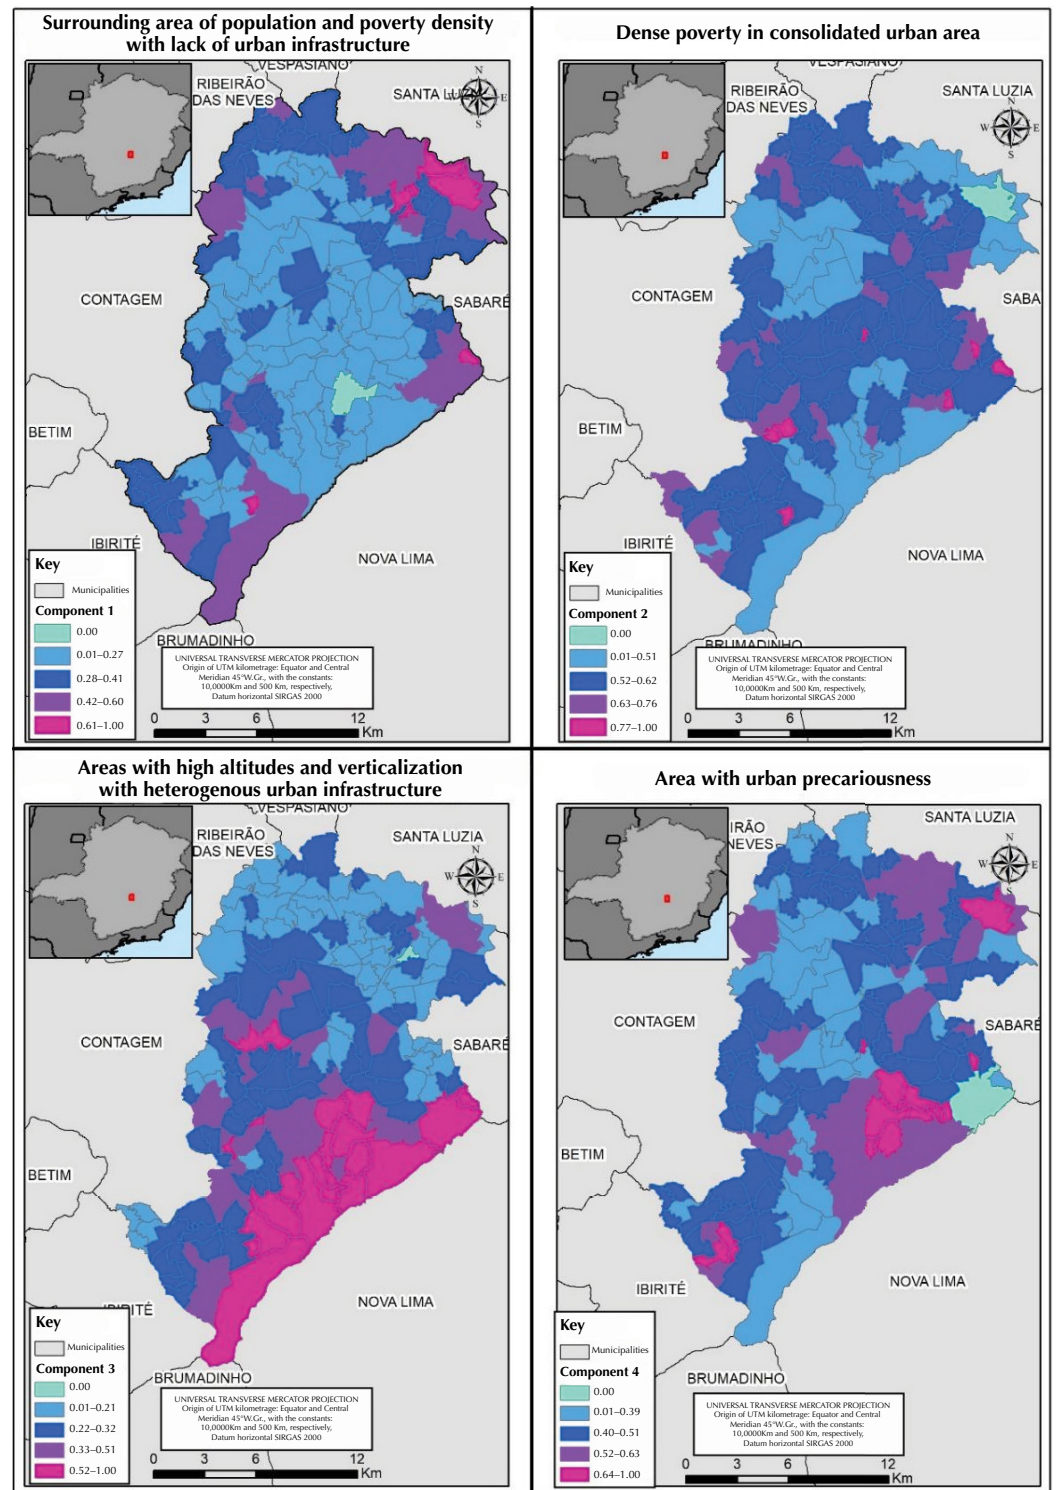 Surrounding area of population and poverty density
with lack of urban infrastructure
VESPASIANO
RIBEIRÃO
DAS NEVES
SANTA LUZIA
N
E
S
CONTAGEM
SABARÉ
BETIM
IBIRITÉ
NOVA LIMA
BRUMADINHO
Key
Municipalities
Component 1
0.00
0.01–0.27
0.28–0.41
0.42–0.60
0.61–1.00
UNIVERSAL TRANSVERSE MERCATOR PROJECTION
Origin of UTM kilometrage: Equator and Central
Meridian 45°W.Gr., with the constants:
10,0000Km and 500 Km, respectively,
Datum horizontal SIRGAS 2000
0 3 6 12
Km
Dense poverty in consolidated urban area
VESPASIANO
RIBEIRÃO
DAS NEVES
SANTA LUZIA
N
W E
S
CONTAGEM
SABA
BETIM
IBIRITÉ
NOVA LIMA
BRUMADINHO
Key
Municipalities
Component 2
0.00
0.01–0.51
0.52–0.62
0.63–0.76
0.77–1.00
UNIVERSAL TRANSVERSE MERCATOR PROJECTION
Origin of UTM kilometrage: Equator and Central
Meridian 45°W.Gr., with the constants:
10,0000Km and 500 Km, respectively,
Datum horizontal SIRGAS 2000
0 3 6 12
Km
Areas with high altitudes and verticalization
with heterogenous urban infrastructure
VESPASIANO
RIBEIRÃO
DAS NEVES
SANTA LUZIA
N
W E
S
CONTAGEM
SABARÉ
BETIM
IBIRITÉ
NOVA LIMA
BRUMADINHO
Key
Municipalities
Component 3
0.00
0.01–0.21
0.22–0.32
0.33–0.51
0.52–1.00
UNIVERSAL TRANSVERSE MERCATOR PROJECTION
Origin of UTM kilometrage: Equator and Central
Meridian 45°W.Gr., with the constants:
10,0000Km and 500 Km, respectively,
Datum horizontal SIRGAS 2000
0 3 6 12
Km
Area with urban precariousness
IRÃO
NEVES
SANTA LUZIA
N
W E
S
CONTAGEM
SABARÉ
BETIM
IBIRITÉ
NOVA LIMA
BRUMADINHO
Key
Municipalities
Component 4
0.00
0.01–0.39
0.40–0.51
0.52–0.63
0.64–1.00
UNIVERSAL TRANSVERSE MERCATOR PROJECTION
Origin of UTM kilometrage: Equator and Central
Meridian 45°W.Gr., with the constants:
10,0000Km and 500 Km, respectively,
Datum horizontal SIRGAS 2000
0 3 6 12
Km